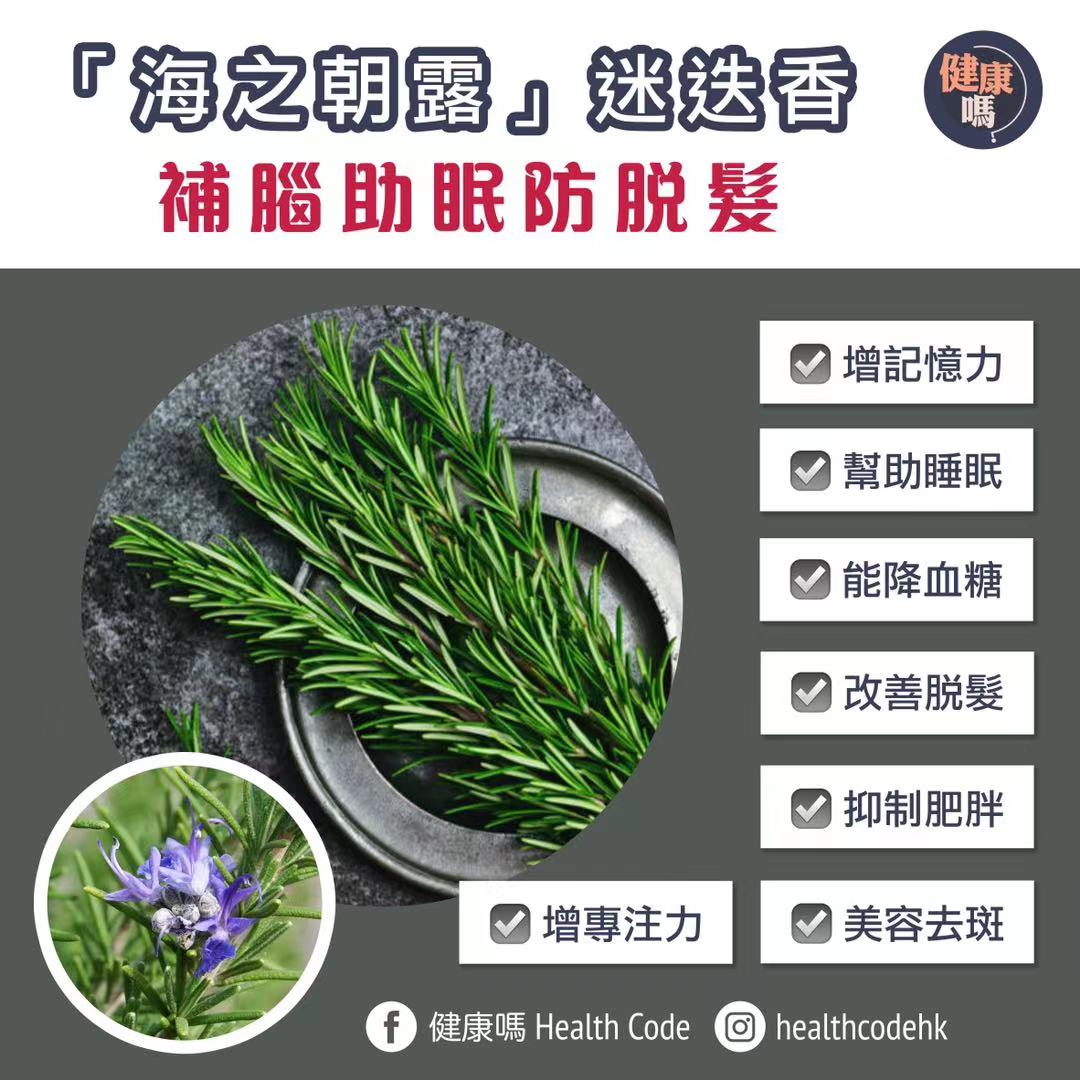 「海之朝露」迷迭香
健康
嗎
補腦助眠防脫髮
增記憶力
幫助睡眠
能降血糖
改善脫髮
抑制肥胖
增專注力
美容去斑
健康嗎 Health Code
healthcodehk